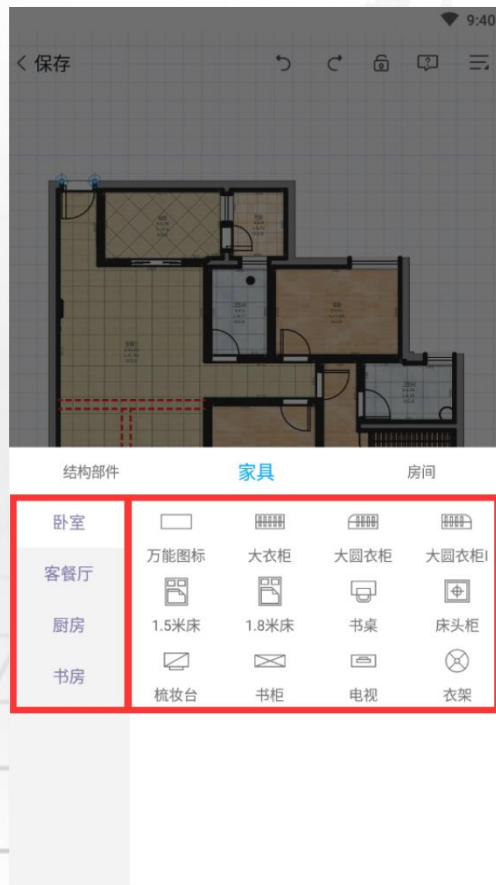 9:40
保存
结构部件 家具 房间
卧室
客餐厅
厨房
书房
万能图标 大衣柜 大圆衣柜 大圆衣柜I
1.5米床 1.8米床 书桌 床头柜
梳妆台 书柜 电视 衣架